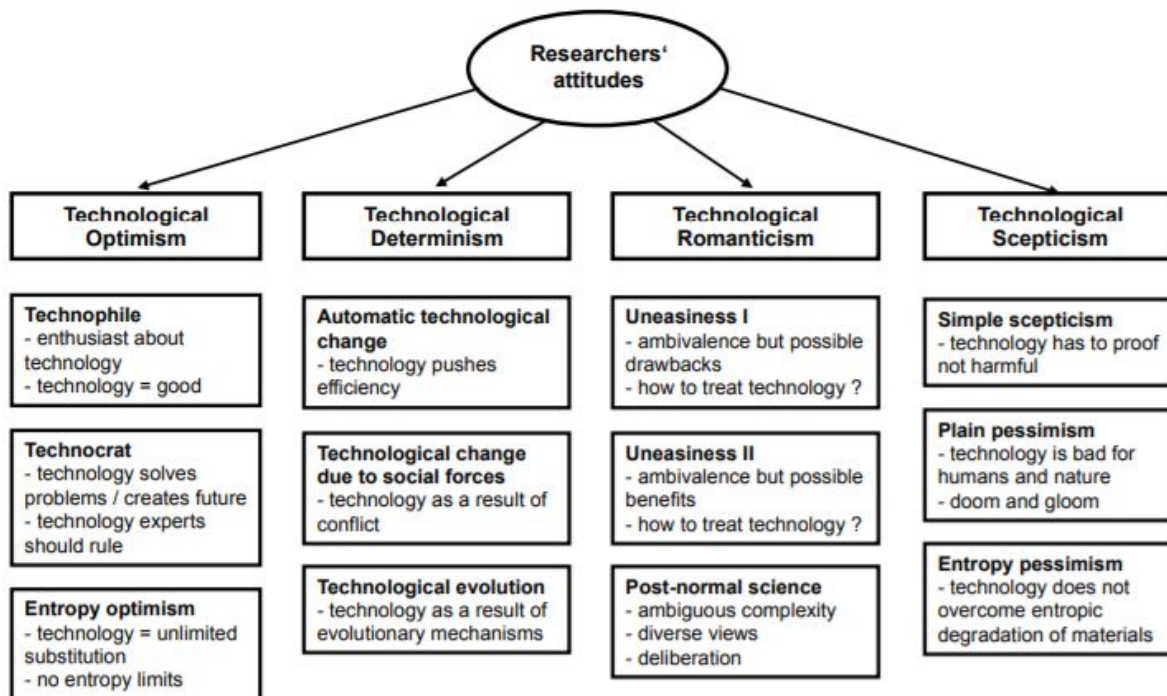 Researchers‘
attitudes
Technological
Optimism
Technological
Determinism
Technological
Romanticism
Technological
Scepticism
Technophile
- enthusiast about
technology
- technology = good
Technocrat
- technology solves
problems / creates future
- technology experts
should rule
Entropy optimism
- technology = unlimited
substitution
- no entropy limits
Automatic technological
change
- technology pushes
efficiency
Technological change
due to social forces
- technology as a result of
conflict
Technological evolution
- technology as a result of
evolutionary mechanisms
Uneasiness I
- ambivalence but possible
drawbacks
- how to treat technology ?
Uneasiness II
- ambivalence but possible
benefits
- how to treat technology ?
Post-normal science
- ambiguous complexity
- diverse views
- deliberation
Simple scepticism
- technology has to proof
not harmful
Plain pessimism
- technology is bad for
humans and nature
- doom and gloom
Entropy pessimism
- technology does not
overcome entropic
degradation of materials